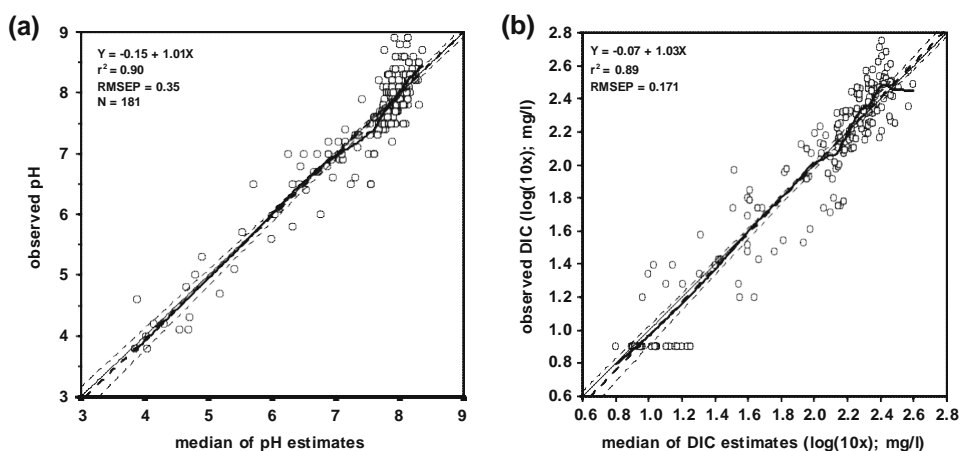 (a)
9
8
7
6
5
4
3
observed pH
Y = -0.15 + 1.01X
r² = 0.90
RMSEP = 0.35
N = 181
3 4 5 6 7 8 9
median of pH estimates
(b)
2.8
2.6
2.4
2.2
2.0
1.8
1.6
1.4
1.2
1.0
0.8
0.6
observed DIC (log(10x); mg/l)
Y = -0.07 + 1.03X
r² = 0.89
RMSEP = 0.171
0.6 0.8 1.0 1.2 1.4 1.6 1.8 2.0 2.2 2.4 2.6 2.8
median of DIC estimates (log(10x); mg/l)